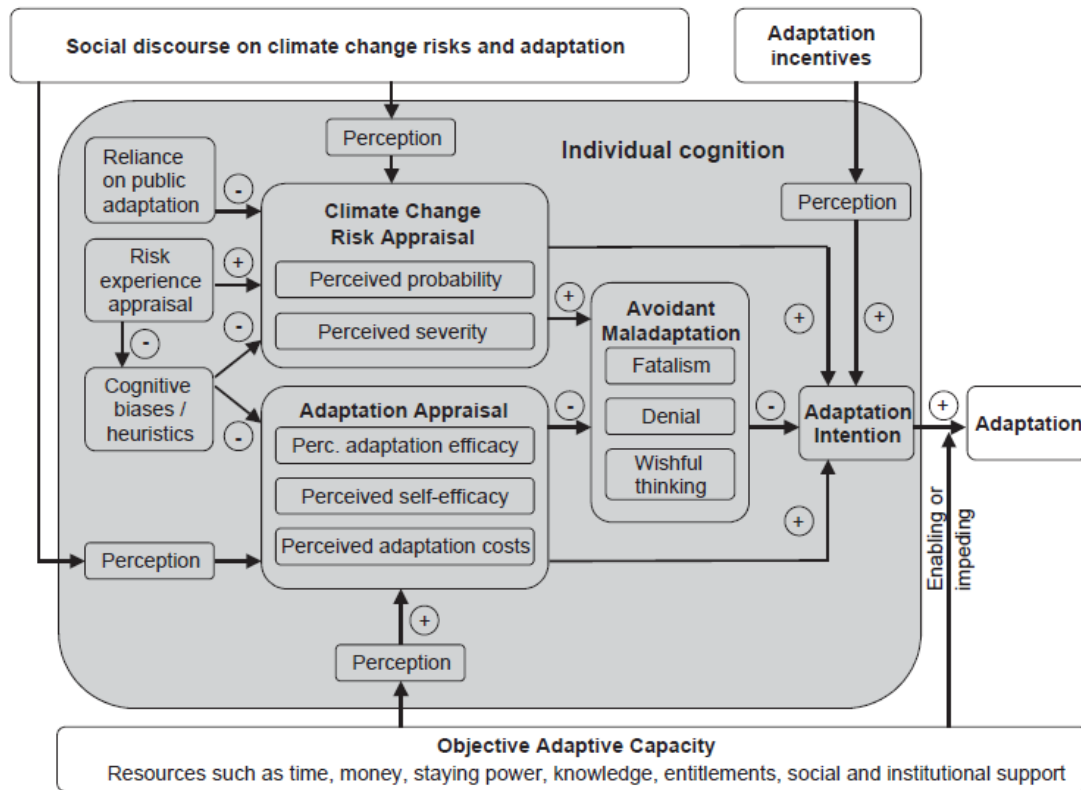 Social discourse on climate change risks and adaptation
Adaptation
incentives
Perception
Individual cognition
Reliance
on public
adaptation
-
Climate Change
Risk Appraisal
Perception
Risk
experience
appraisal
+
Perceived probability
+
Avoidant
Maladaptation
-
-
Perceived severity
+
+
Fatalism
Cognitive
biases /
heuristics
-
Adaptation Appraisal
-
Denial
-
Adaptation
Intention
+
Adaptation
Perc. adaptation efficacy
Wishful
thinking
Perceived self-efficacy
+
Perception
Perceived adaptation costs
Enabling or
impeding
+
Perception
Objective Adaptive Capacity
Resources such as time, money, staying power, knowledge, entitlements, social and institutional support